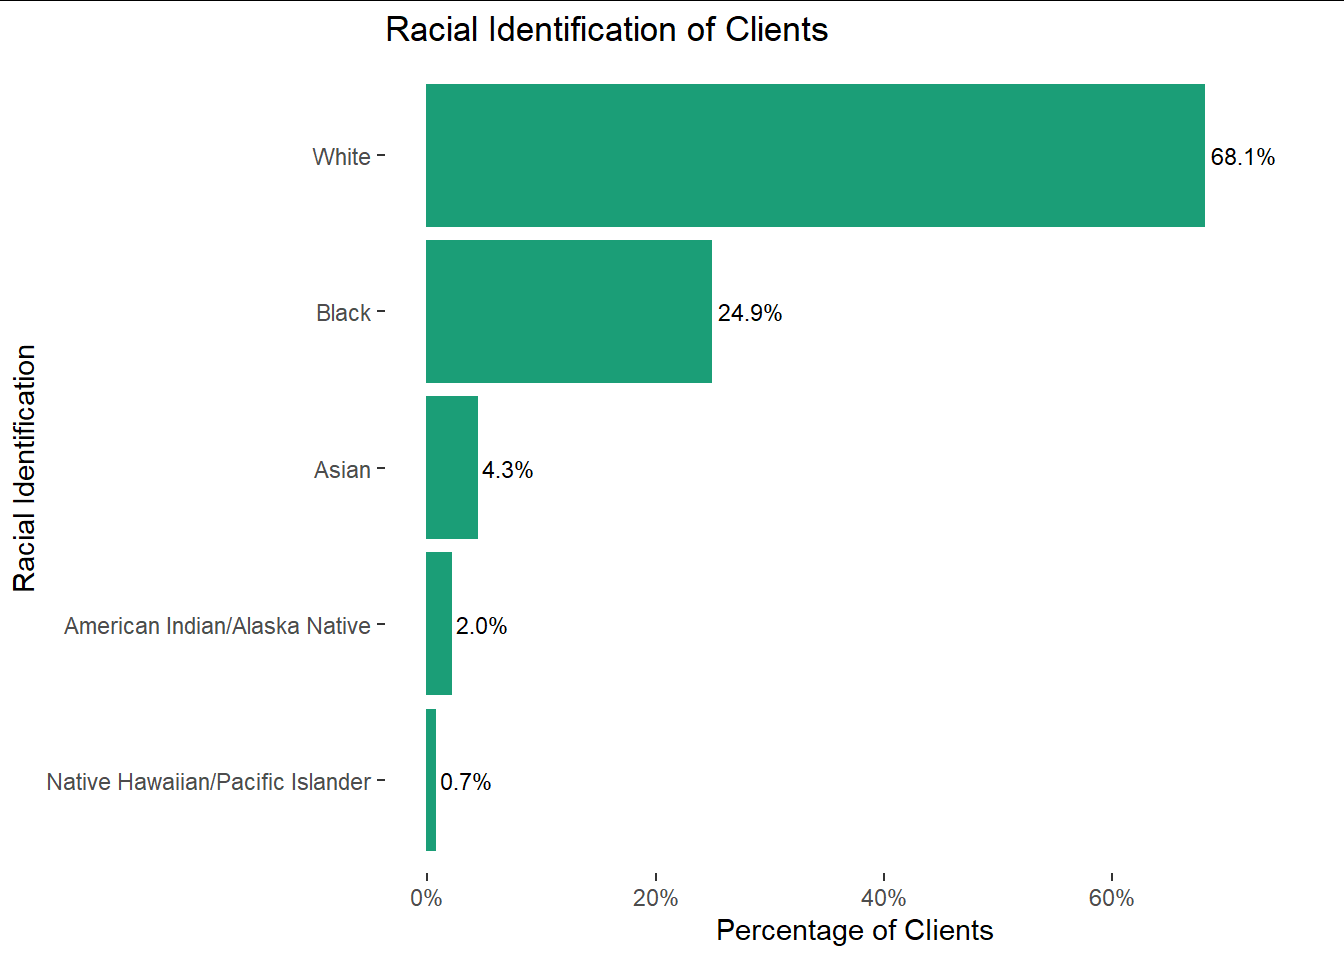 Racial Identification of Clients
Racial Identification
White
68.1%
Black
24.9%
Asian
4.3%
American Indian/Alaska Native
2.0%
Native Hawaiian/Pacific Islander
0.7%
0%
20%
40%
60%
Percentage of Clients